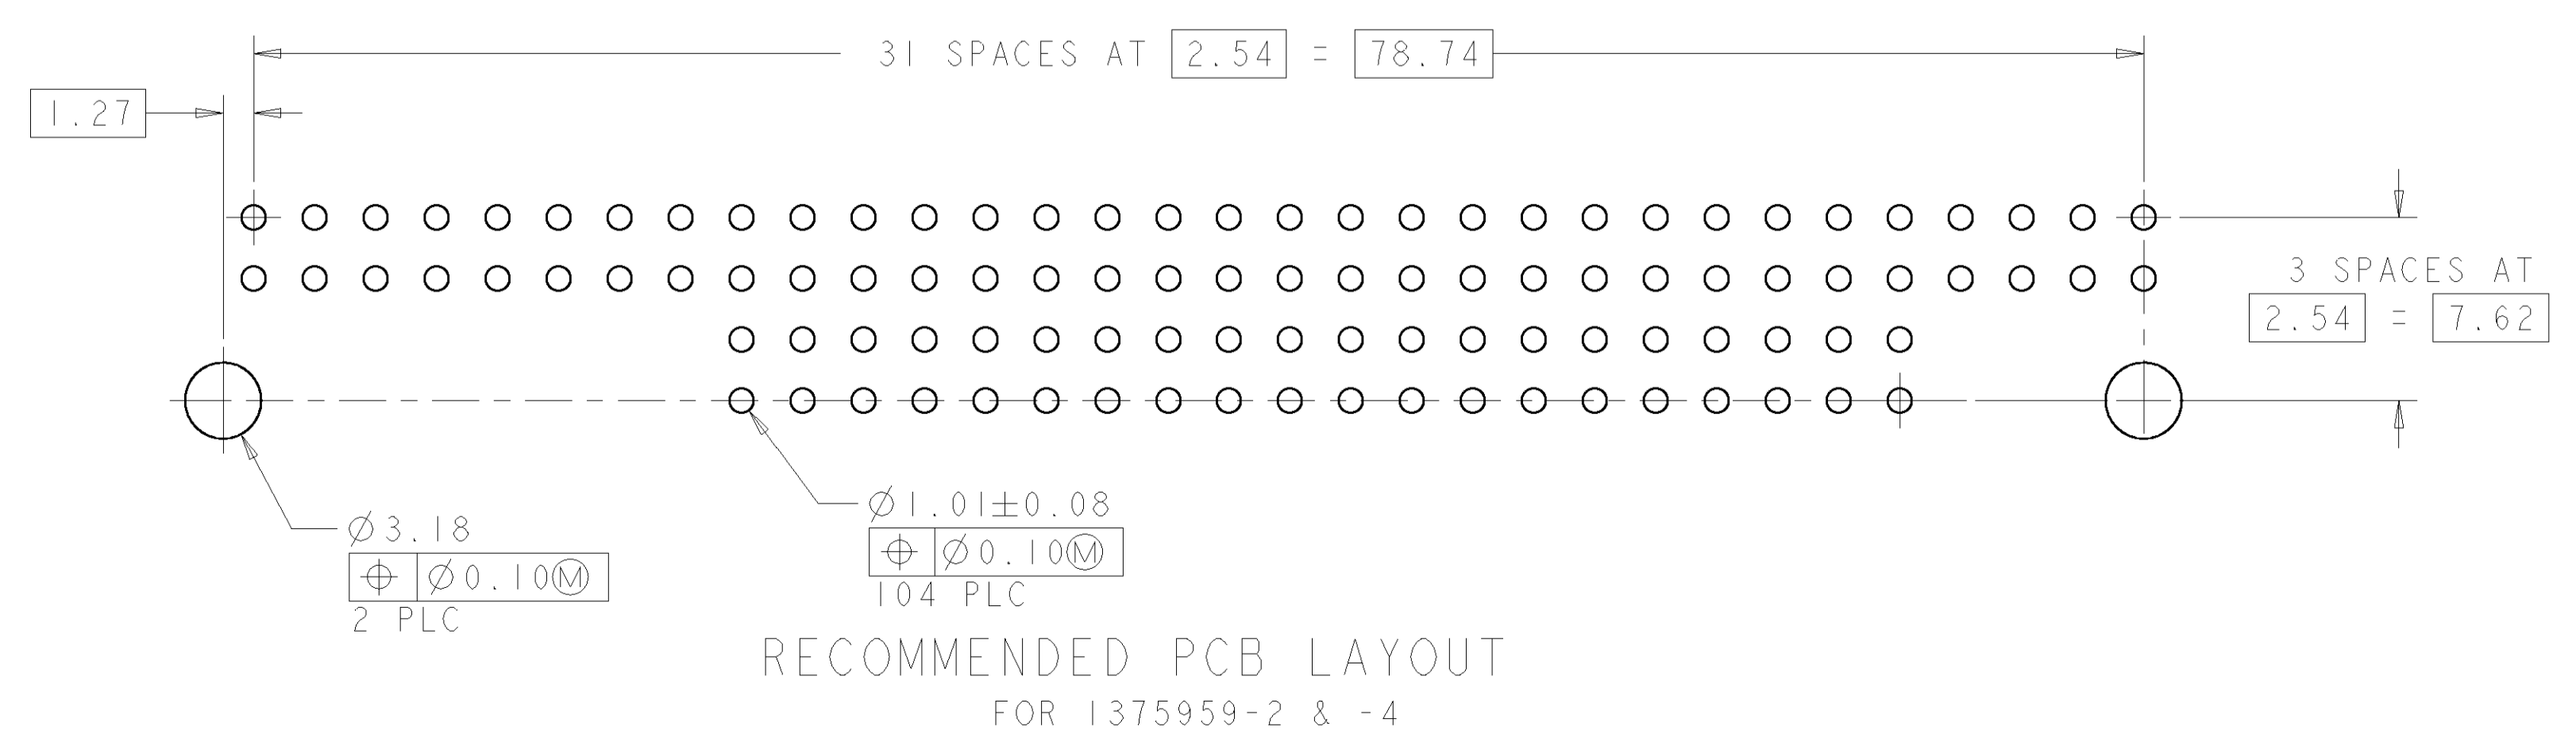 31 SPACES AT 2.54 = 78.74
1.27
3 SPACES AT
2.54 = 7.62
Ø1.01±0.08
⌖ Ø0.10Ⓜ
104 PLC
Ø3.18
⌖ Ø0.10Ⓜ
2 PLC
RECOMMENDED PCB LAYOUT
FOR 1375959-2 & -4